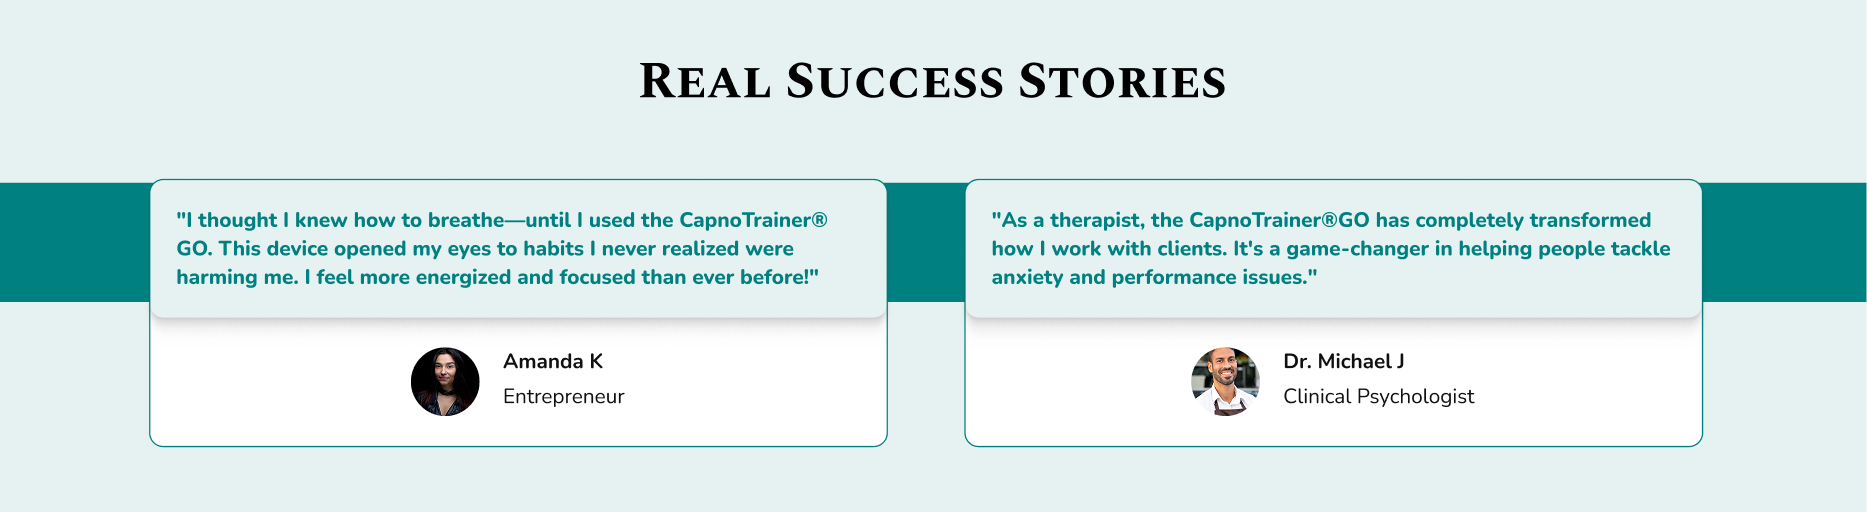 Real Success Stories
"I thought I knew how to breathe—until I used the CapnoTrainer®
GO. This device opened my eyes to habits I never realized were
harming me. I feel more energized and focused than ever before!"
Amanda K
Entrepreneur
"As a therapist, the CapnoTrainer®GO has completely transformed
how I work with clients. It's a game-changer in helping people tackle
anxiety and performance issues."
Dr. Michael J
Clinical Psychologist